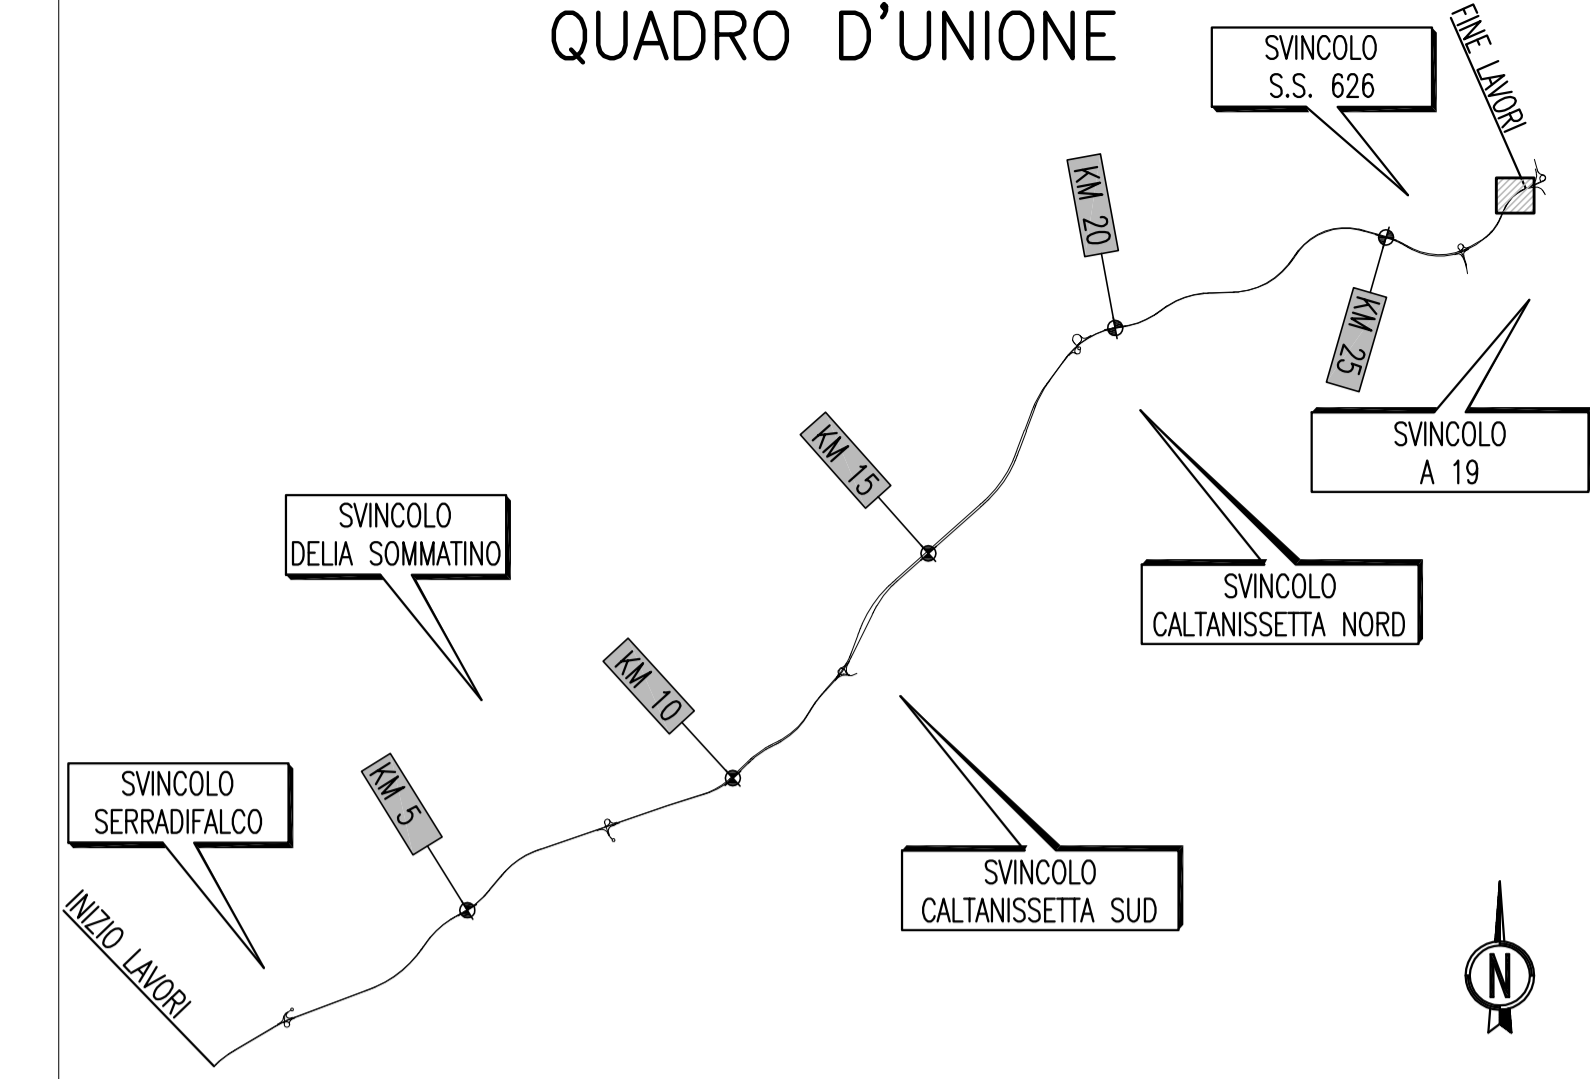 QUADRO D'UNIONE
SVINCOLO
S.S. 626
FINE LAVORI
KM 20
KM 25
SVINCOLO
A 19
KM 15
SVINCOLO
DELIA SOMMATINO
SVINCOLO
CALTANISSETTA NORD
KM 10
KM 5
SVINCOLO
SERRADIFALCO
SVINCOLO
CALTANISSETTA SUD
INIZIO LAVORI
N